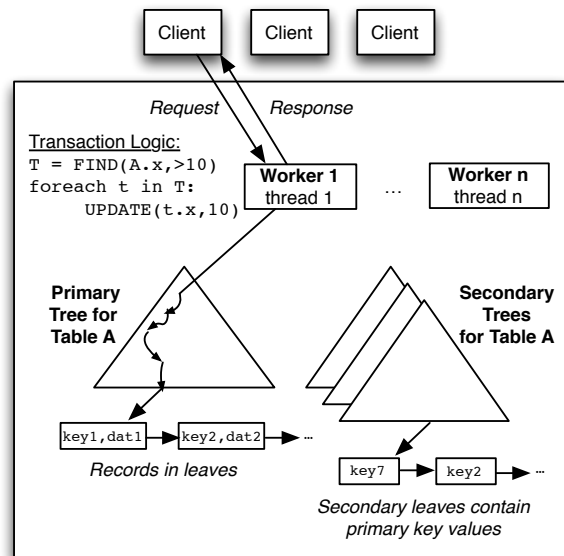 Client
Client
Client
Request
Response
Transaction Logic:
T = FIND(A.x,>10)
foreach t in T:
UPDATE(t.x,10)
Worker 1
thread 1
...
Worker n
thread n
Primary
Tree for
Table A
Secondary
Trees
for Table A
key1,dat1
key2,dat2
...
Records in leaves
key7
key2
...
Secondary leaves contain
primary key values